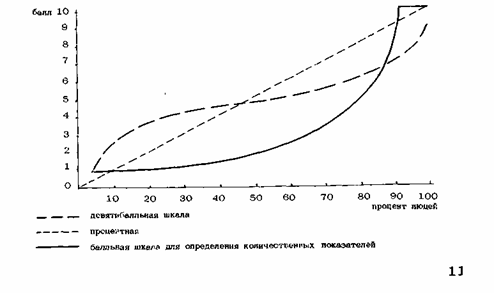 балл 10
9
8
7
6
5
4
3
2
1
0
10 20 30 40 50 60 70 80 90 100
процент людей
девятибалльная шкала
процентная
балльная шкала для определения количественных показателей
11